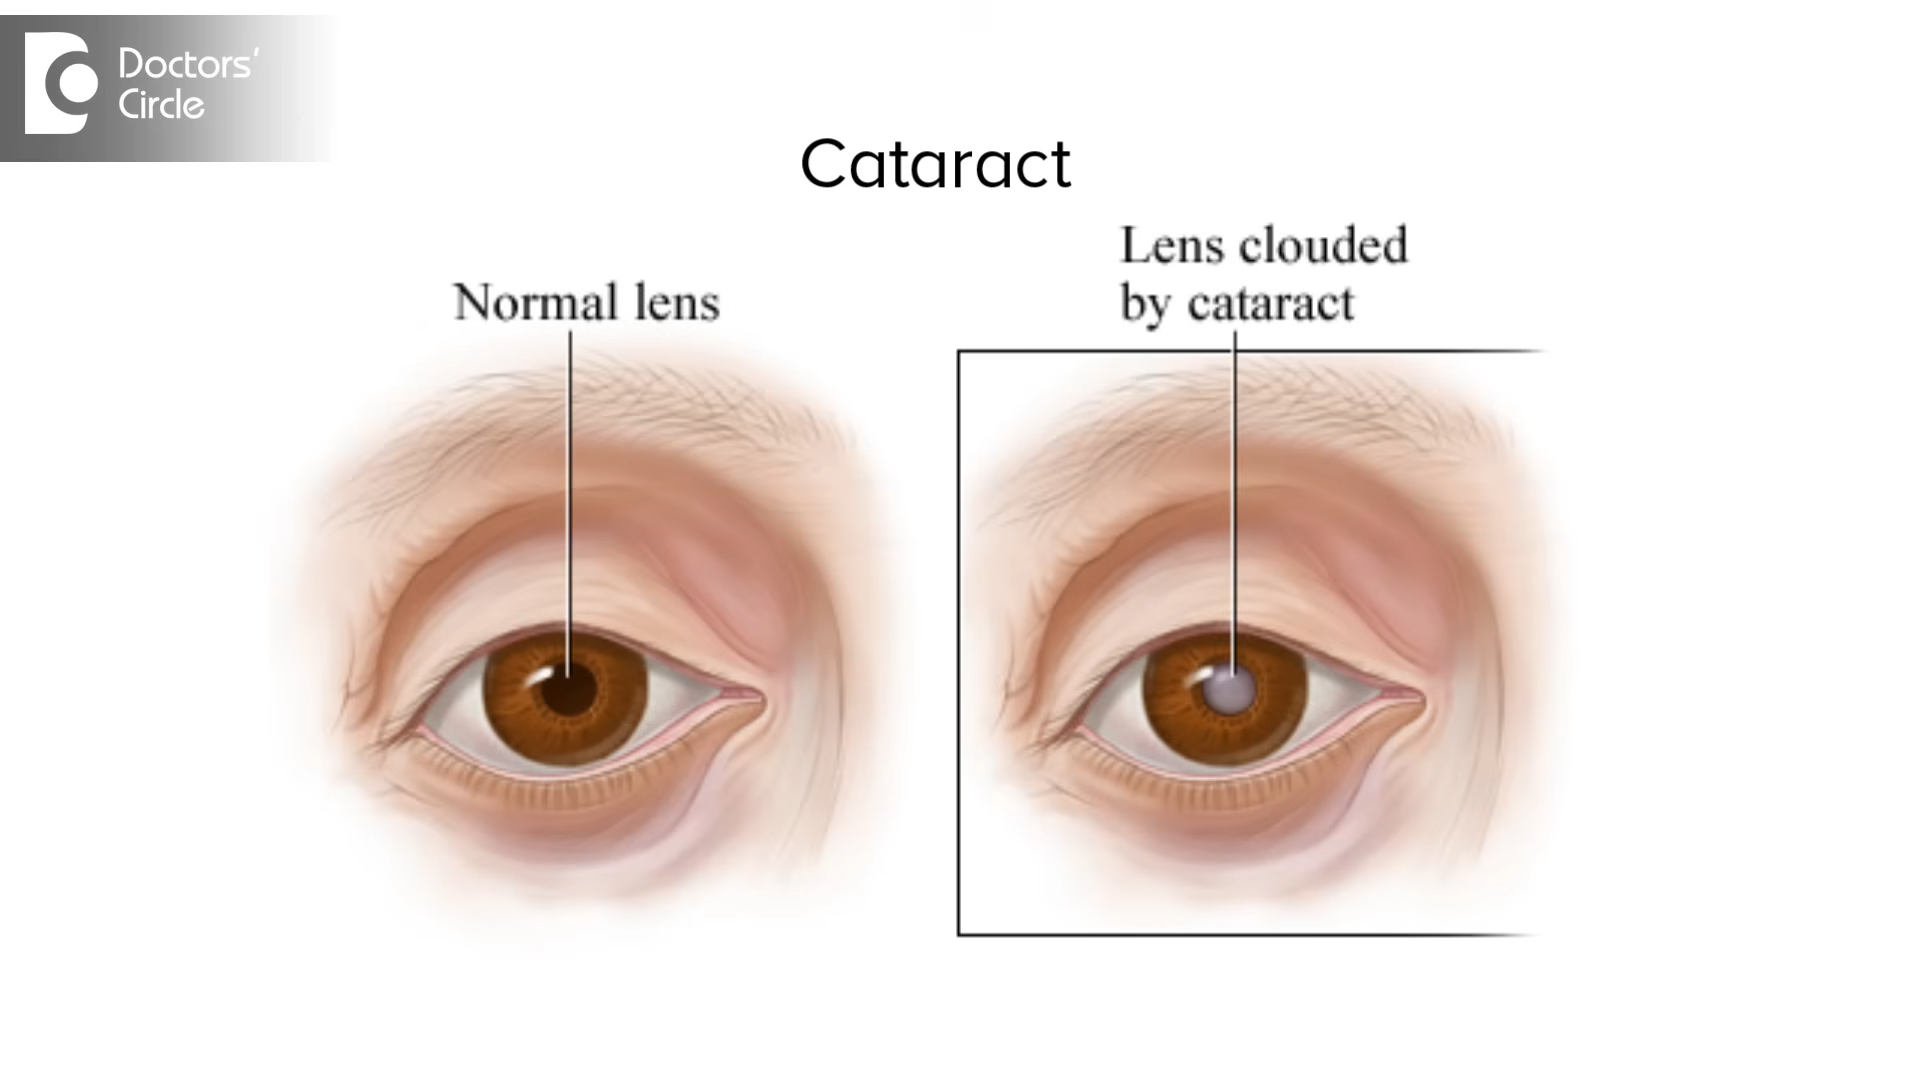 Doctors'
Circle
Cataract
Normal lens
Lens clouded
by cataract